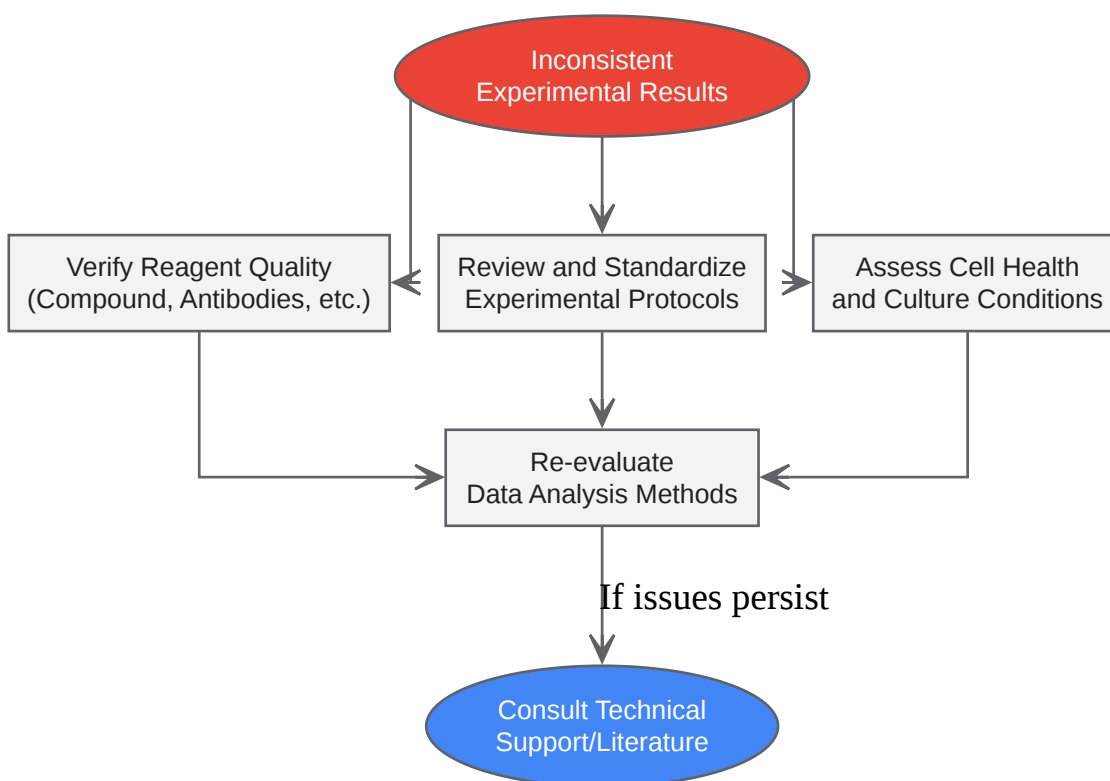 Inconsistent
Experimental Results
Verify Reagent Quality
(Compound, Antibodies, etc.)
Review and Standardize
Experimental Protocols
Assess Cell Health
and Culture Conditions
Re-evaluate
Data Analysis Methods
If issues persist
Consult Technical
Support/Literature